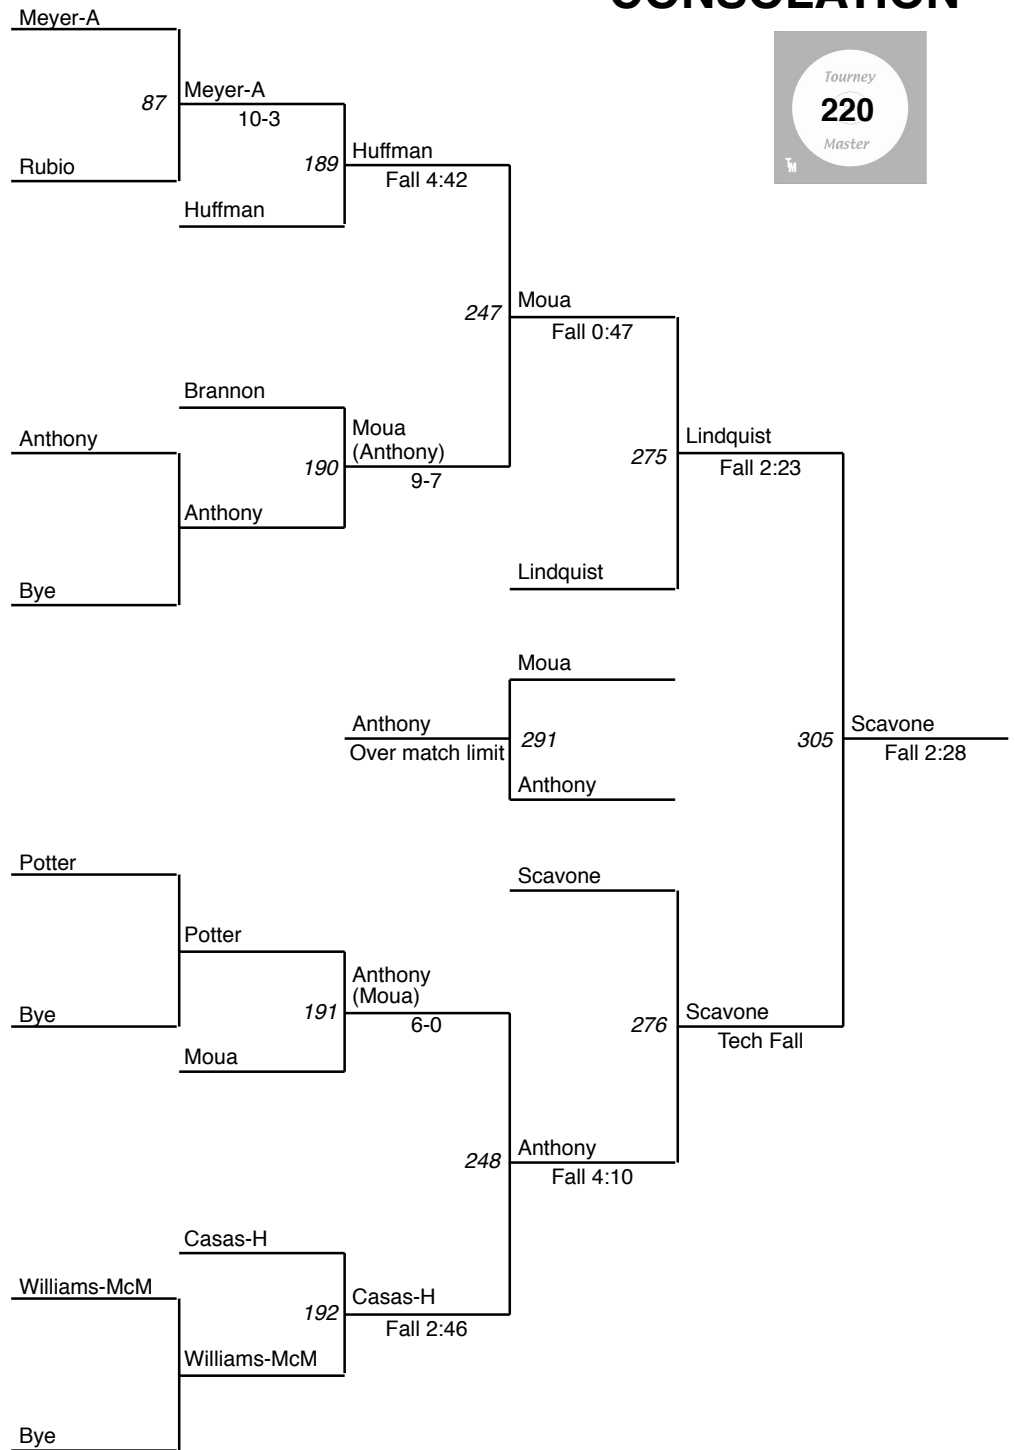 CONSOLATION
Meyer-A
Tourney
220
Master
TM
87
Meyer-A
10-3
Rubio
189
Huffman
Fall 4:42
Huffman
247
Moua
Fall 0:47
Brannon
Anthony
Moua
(Anthony)
190
9-7
275
Lindquist
Fall 2:23
Anthony
Bye
Lindquist
Moua
Anthony
Over match limit
291
Anthony
305
Scavone
Fall 2:28
Potter
Scavone
Potter
Anthony
(Moua)
191
6-0
Bye
276
Scavone
Tech Fall
Moua
248
Anthony
Fall 4:10
Casas-H
Williams-McM
192
Casas-H
Fall 2:46
Williams-McM
Bye